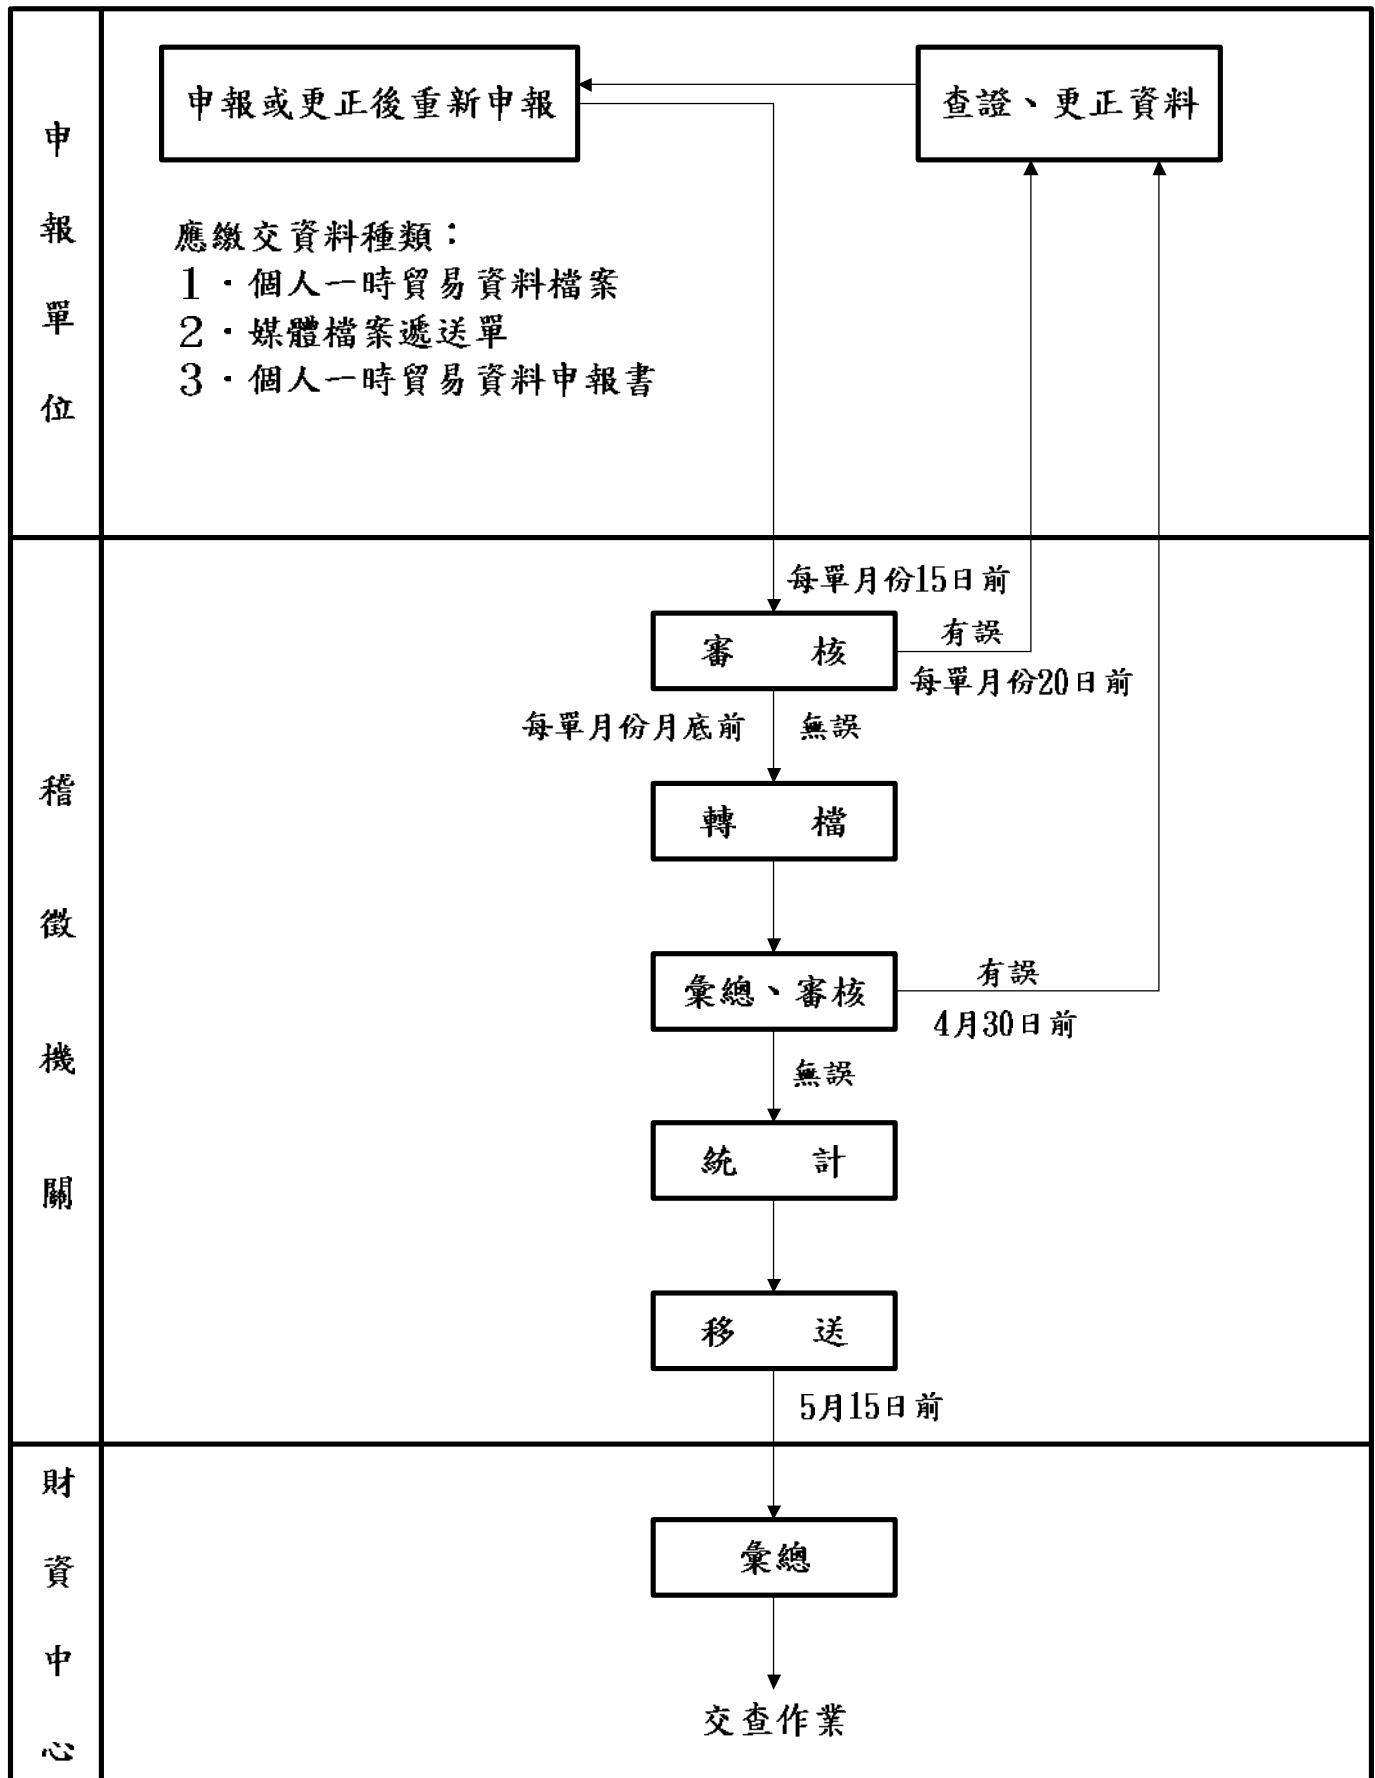 申報單位
申報或更正後重新申報
查證、更正資料
應繳交資料種類：
1．個人一時貿易資料檔案
2．媒體檔案遞送單
3．個人一時貿易資料申報書
稽徵機關
每單月份15日前
審核
有誤
每單月份20日前
每單月份月底前
無誤
轉檔
彙總、審核
有誤
4月30日前
無誤
統計
移送
5月15日前
財資中心
彙總
交查作業